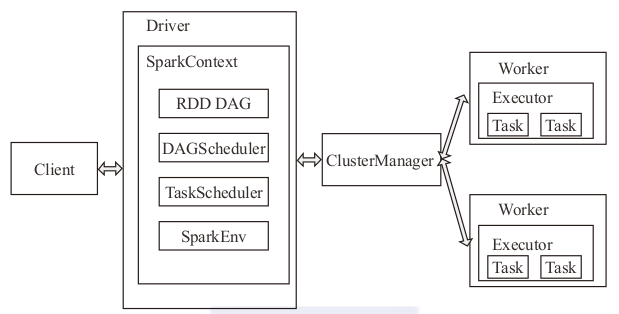 Driver
SparkContext
RDD DAG
DAGScheduler
TaskScheduler
SparkEnv
Client
ClusterManager
Worker
Executor
Task Task
Worker
Executor
Task Task